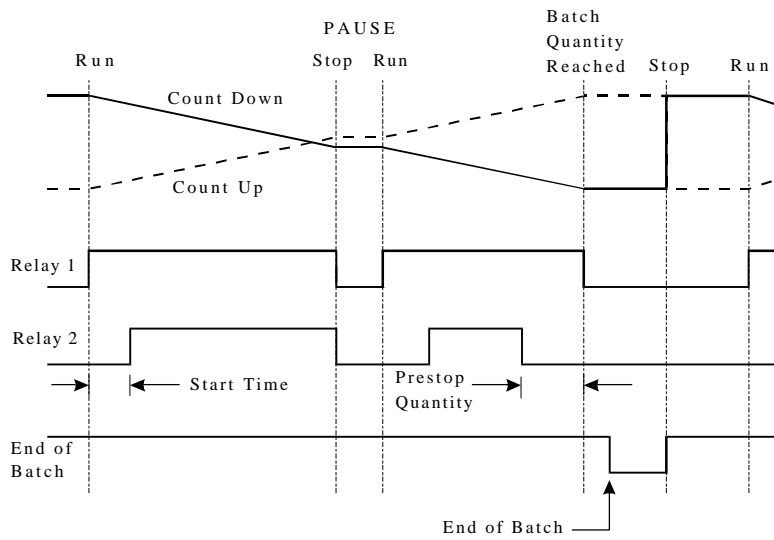 PAUSE
Run
Stop
Run
Batch
Quantity
Reached
Stop
Run
Count Down
Count Up
Relay 1
Relay 2
Start Time
Prestop
Quantity
End of
Batch
End of Batch